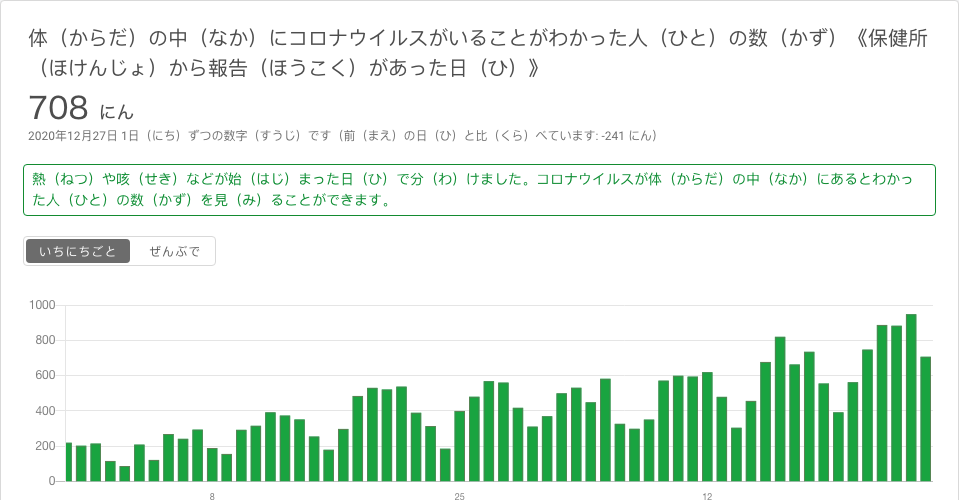 体（からだ）の中（なか）にコロナウイルスがいることがわかった人（ひと）の数（かず）《保健所
（ほけんじょ）から報告（ほうこく）があった日（ひ）》
708 にん
2020年12月27日 1日（にち）ずつの数字（すうじ）です（前（まえ）の日（ひ）と比（くら）べています: -241 にん）
熱（ねつ）や咳（せき）などが始（はじ）まった日（ひ）で分（わ）けました。コロナウイルスが体（からだ）の中（なか）にあるとわかっ
た人（ひと）の数（かず）を見（み）ることができます。
いちにちごと ぜんぶで
1000
800
600
400
200
0
8 25 12